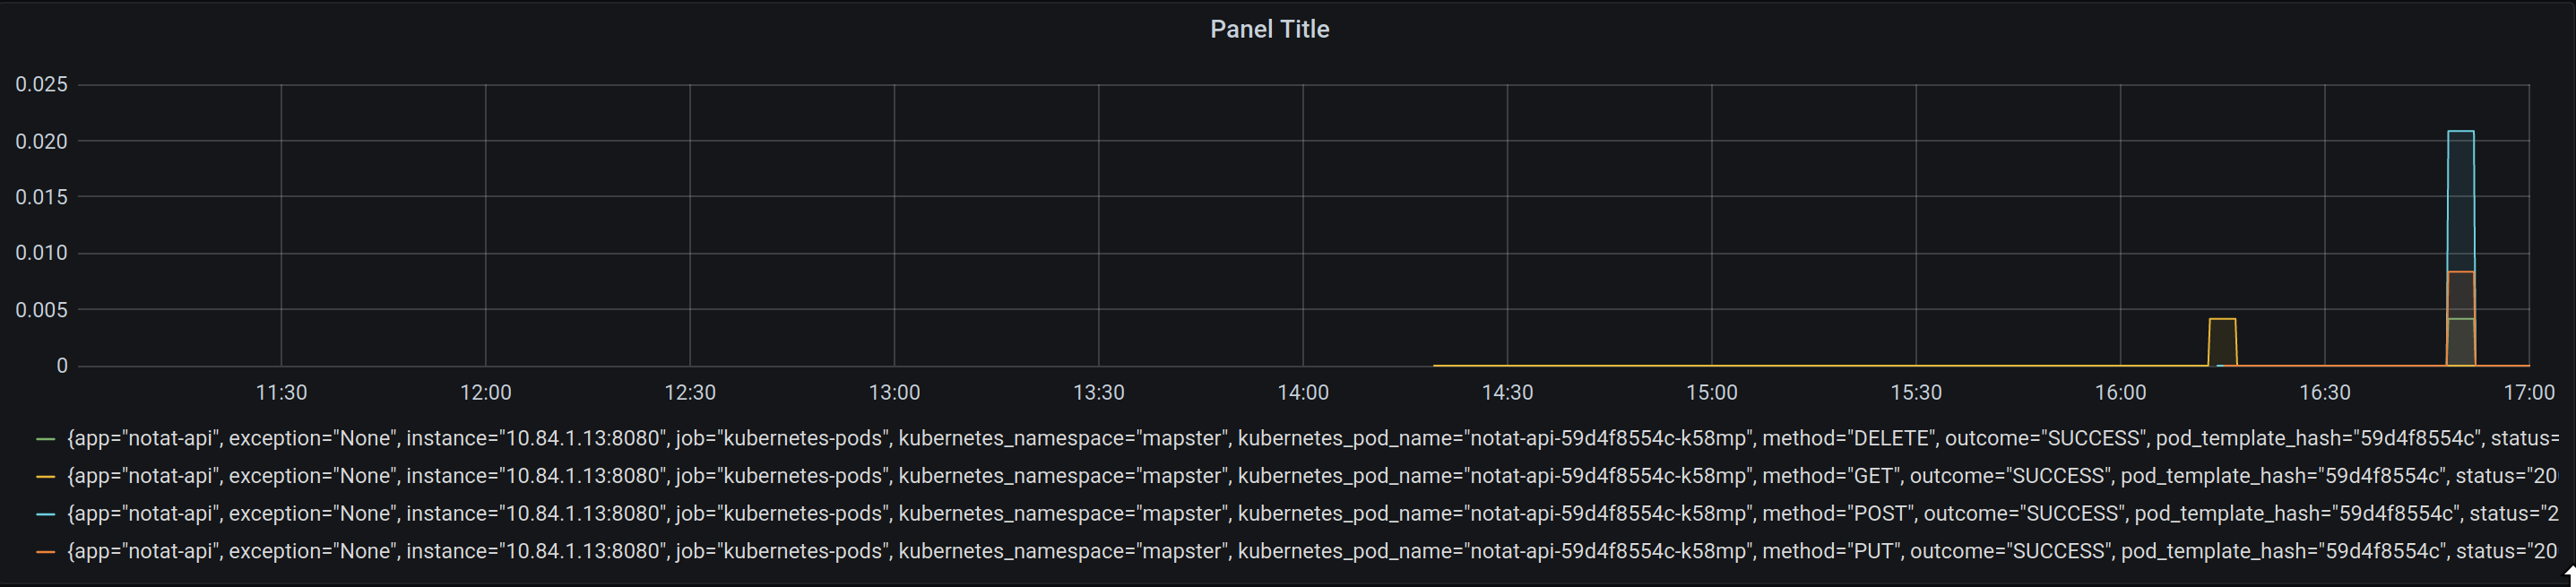 Panel Title
0.025
0.020
0.015
0.010
0.005
0
11:30 12:00 12:30 13:00 13:30 14:00 14:30 15:00 15:30 16:00 16:30 17:00
{app="notat-api", exception="None", instance="10.84.1.13:8080", job="kubernetes-pods", kubernetes_namespace="mapster", kubernetes_pod_name="notat-api-59d4f8554c-k58mp", method="DELETE", outcome="SUCCESS", pod_template_hash="59d4f8554c", status=
{app="notat-api", exception="None", instance="10.84.1.13:8080", job="kubernetes-pods", kubernetes_namespace="mapster", kubernetes_pod_name="notat-api-59d4f8554c-k58mp", method="GET", outcome="SUCCESS", pod_template_hash="59d4f8554c", status="20
{app="notat-api", exception="None", instance="10.84.1.13:8080", job="kubernetes-pods", kubernetes_namespace="mapster", kubernetes_pod_name="notat-api-59d4f8554c-k58mp", method="POST", outcome="SUCCESS", pod_template_hash="59d4f8554c", status="2
{app="notat-api", exception="None", instance="10.84.1.13:8080", job="kubernetes-pods", kubernetes_namespace="mapster", kubernetes_pod_name="notat-api-59d4f8554c-k58mp", method="PUT", outcome="SUCCESS", pod_template_hash="59d4f8554c", status="20